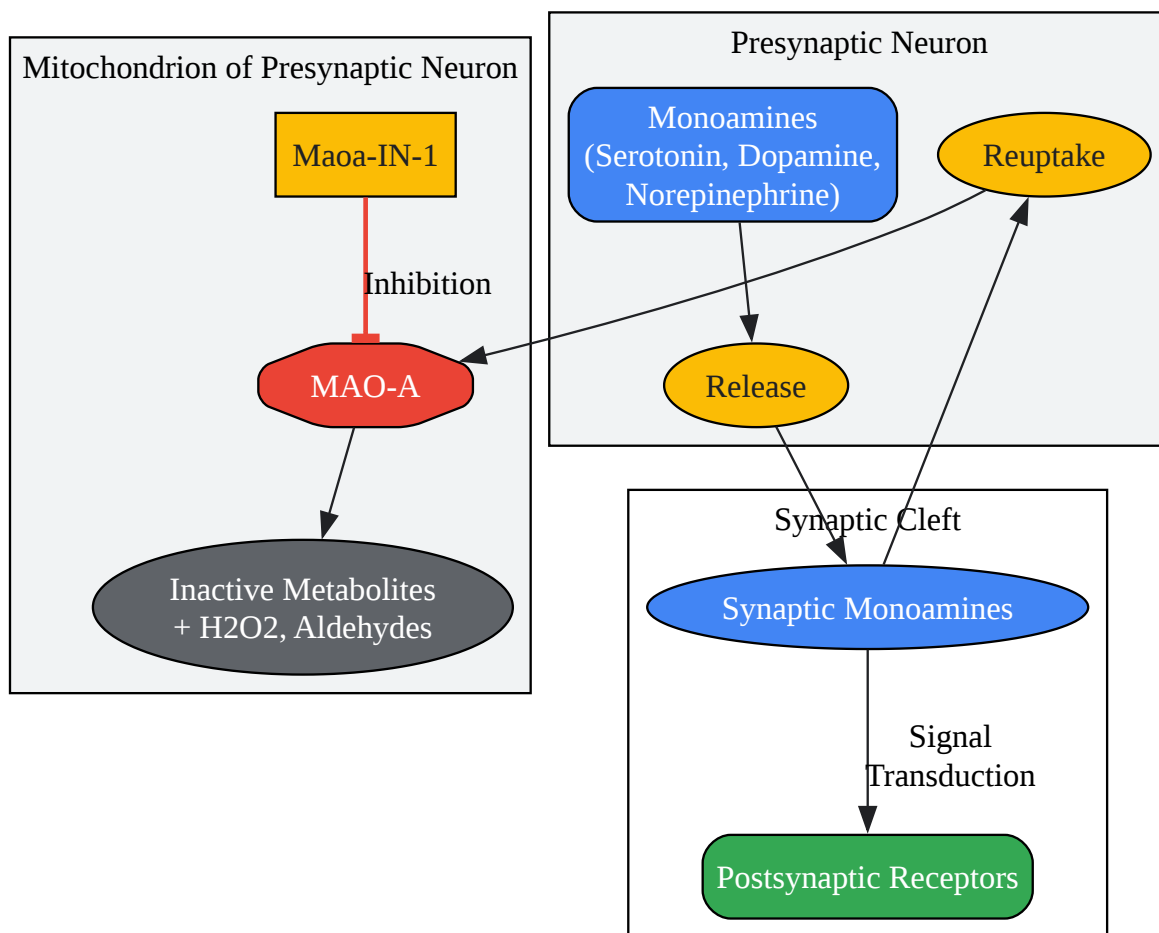 Mitochondrion of Presynaptic Neuron
Maoa-IN-1
Inhibition
MAO-A
Inactive Metabolites
+ H2O2, Aldehydes
Presynaptic Neuron
Monoamines
(Serotonin, Dopamine,
Norepinephrine)
Reuptake
Release
Synaptic Cleft
Synaptic Monoamines
Signal
Transduction
Postsynaptic Receptors